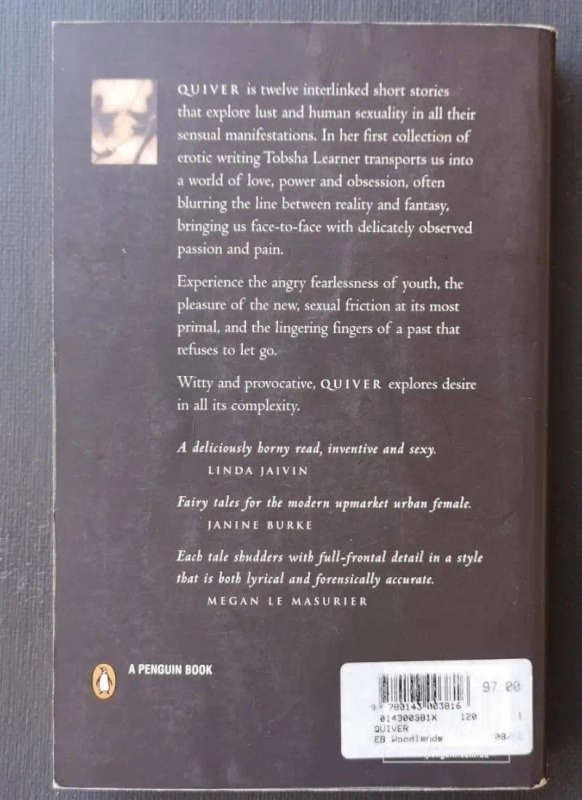 QUIVER is twelve interlinked short stories
that explore lust and human sexuality in all their
sensual manifestations. In her first collection of
erotic writing Tobsha Learner transports us into
a world of love, power and obsession, often
blurring the line between reality and fantasy,
bringing us face-to-face with delicately observed
passion and pain.
Experience the angry fearlessness of youth, the
pleasure of the new, sexual friction at its most
primal, and the lingering fingers of a past that
refuses to let go.
Witty and provocative, QUIVER explores desire
in all its complexity.
A deliciously horny read, inventive and sexy.
LINDA JAIVIN
Fairy tales for the modern upmarket urban female.
JANINE BURKE
Each tale shudders with full-frontal detail in a style
that is both lyrical and forensically accurate.
MEGAN LE MASURIER
A PENGUIN BOOK
97.00
9 780143 003816
014300381X 120 1
QUIVER
EB Woodlands